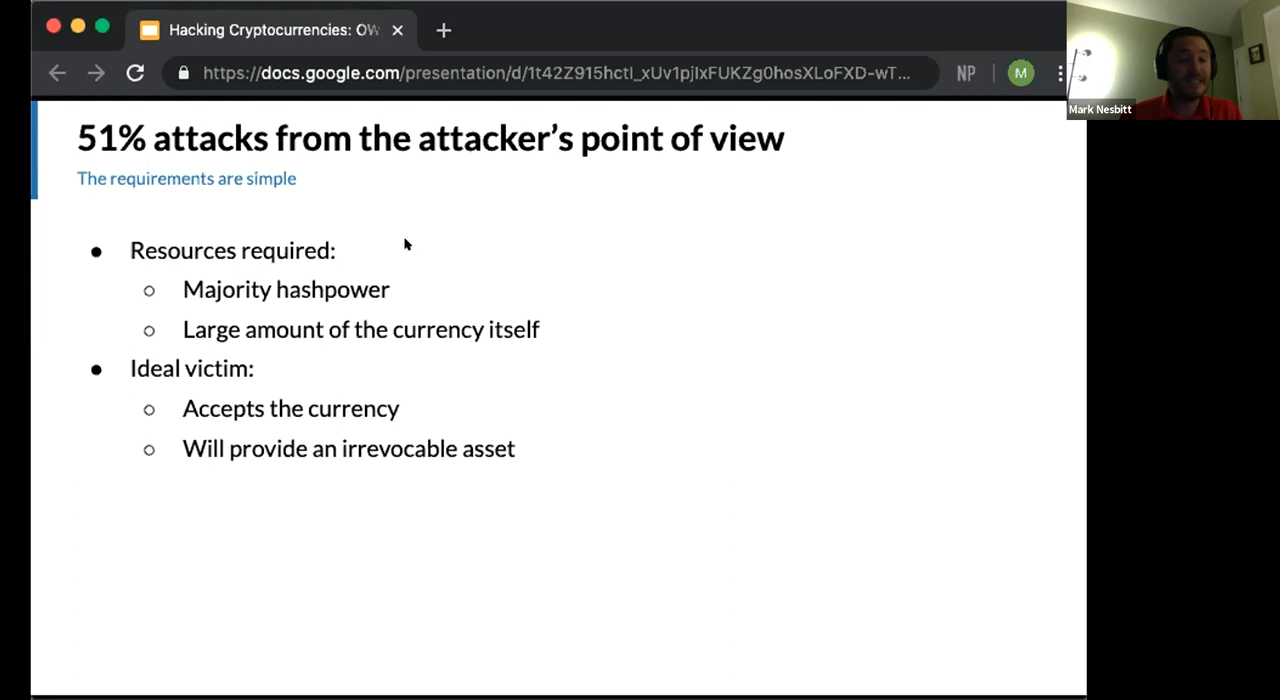 Hacking Cryptocurrencies: OW
https://docs.google.com/presentation/d/1t42Z915hctI_xUv1pjIxFUKZg0hosXLoFXD-wT...
NP
M
Mark Nesbitt
51% attacks from the attacker’s point of view
The requirements are simple
● Resources required:
○ Majority hashpower
○ Large amount of the currency itself
● Ideal victim:
○ Accepts the currency
○ Will provide an irrevocable asset